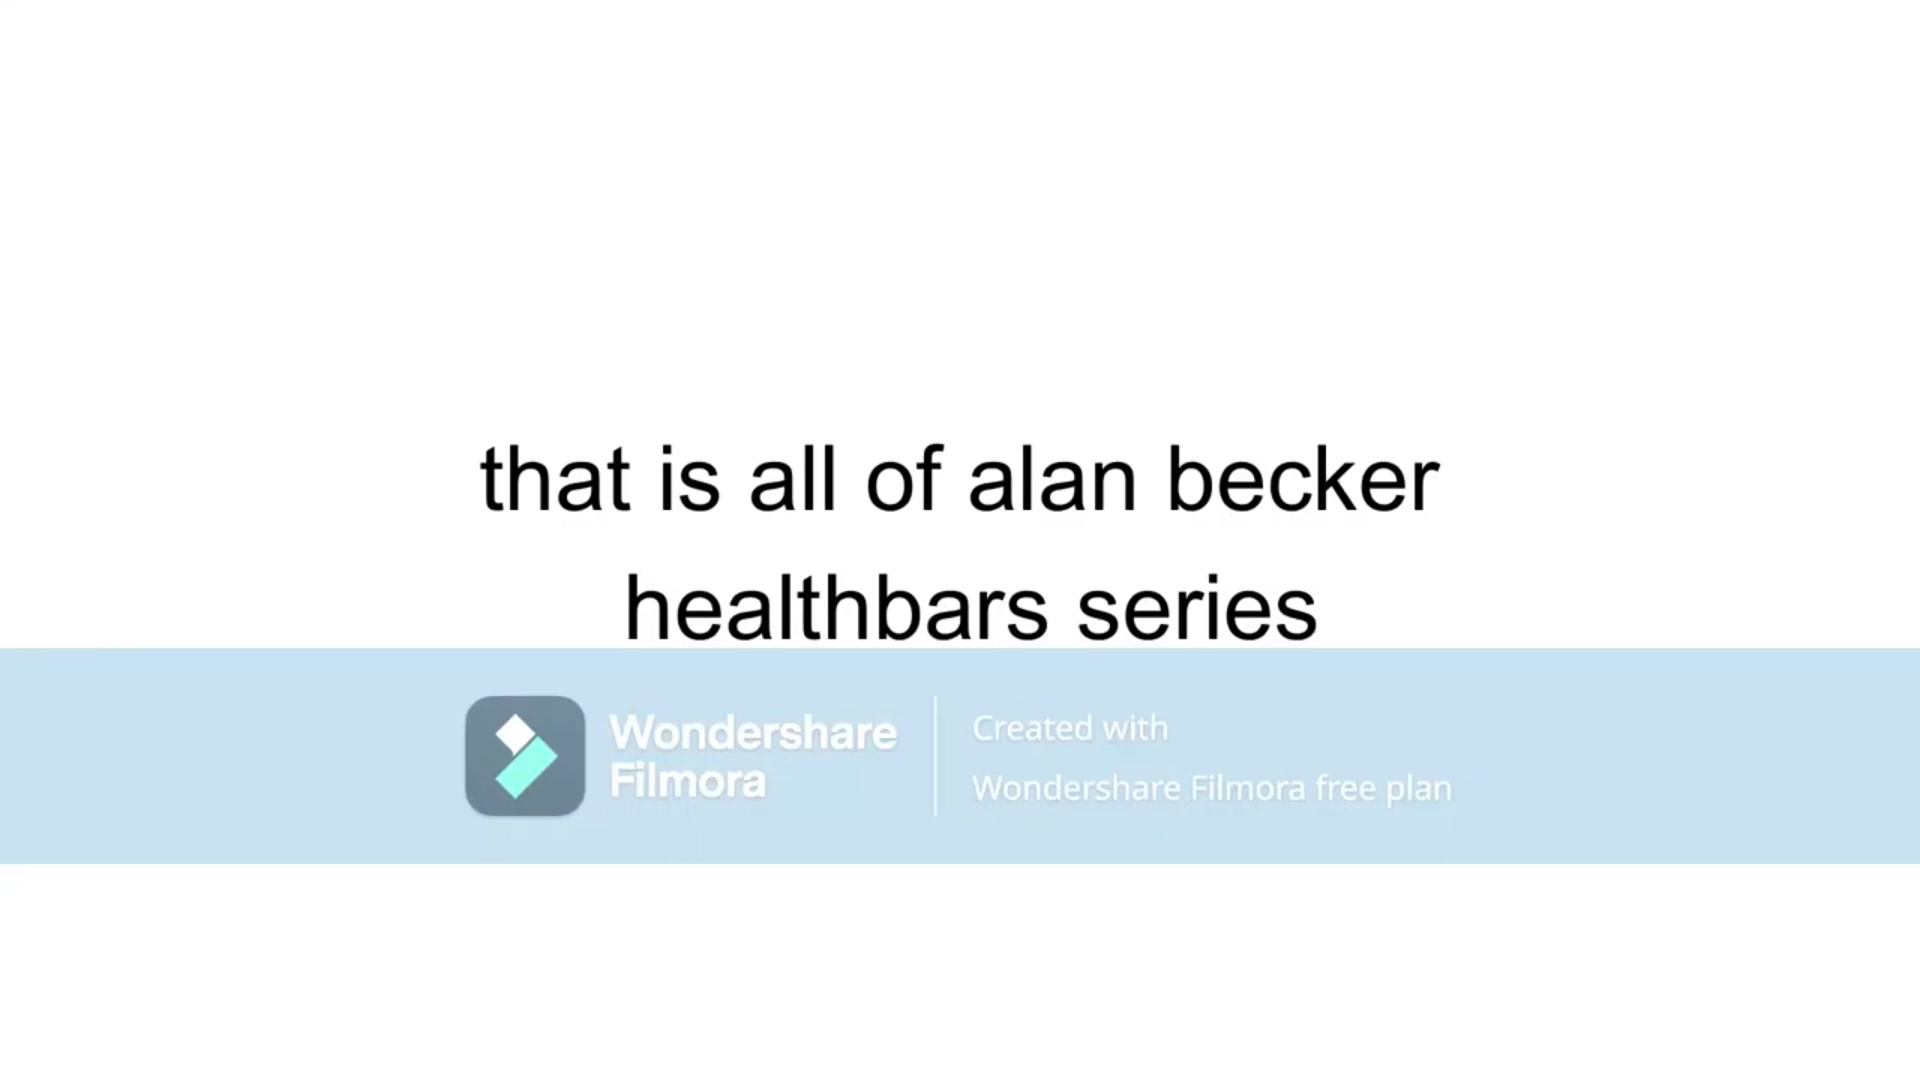 that is all of alan becker
healthbars series
Wondershare
Filmora
Created with
Wondershare Filmora free plan